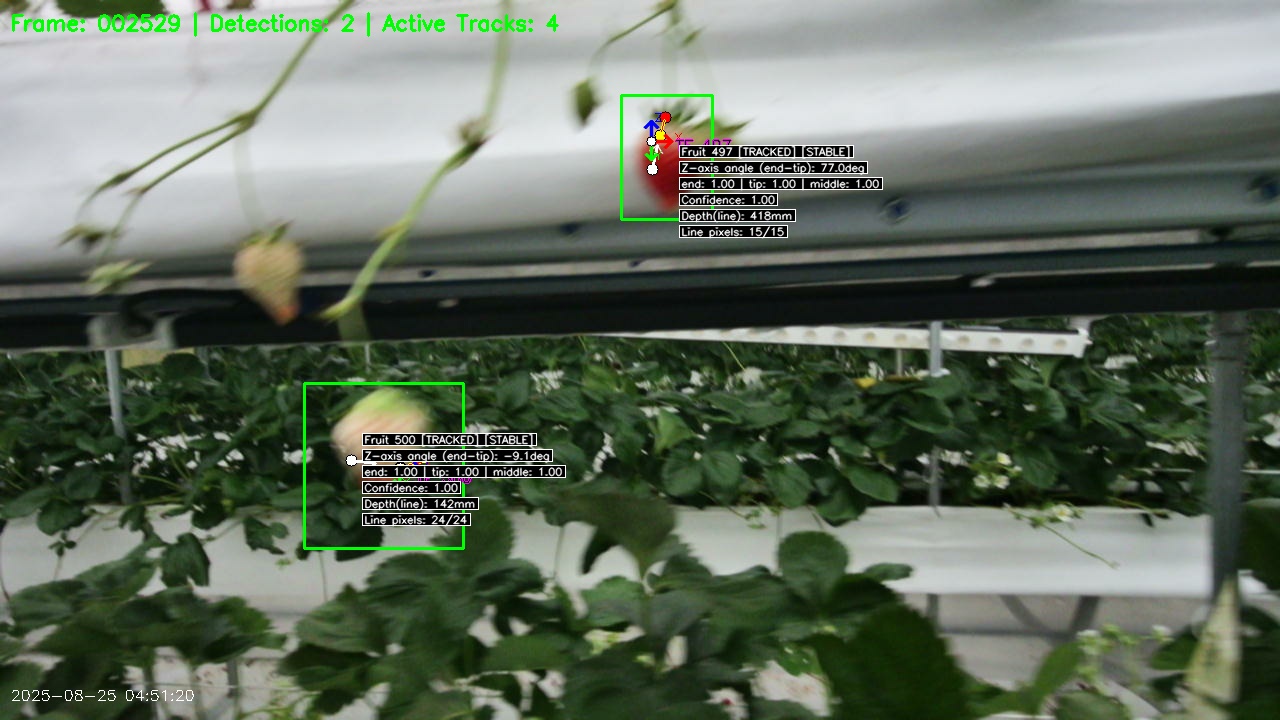 Frame: 002529 | Detections: 2 | Active Tracks: 4
Fruit 497 [TRACKED] [STABLE]
Z-axis angle (end-tip): 77.0deg
end: 1.00 | tip: 1.00 | middle: 1.00
Confidence: 1.00
Depth(line): 418mm
Line pixels: 15/15
Fruit 500 [TRACKED] [STABLE]
Z-axis angle (end-tip): -9.1deg
end: 1.00 | tip: 1.00 | middle: 1.00
Confidence: 1.00
Depth(line): 142mm
Line pixels: 24/24
2025-08-25 04:51:20